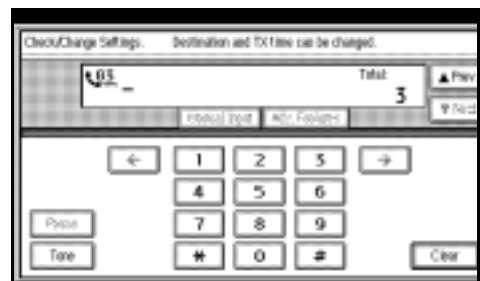 Check/Change Settings. Destination and TX time can be changed.
03_ Total: ▲Prev
3
Manual Input Adv. Features ▼Next
← 1 2 3 →
4 5 6
Pause 7 8 9
Tone * 0 # Clear